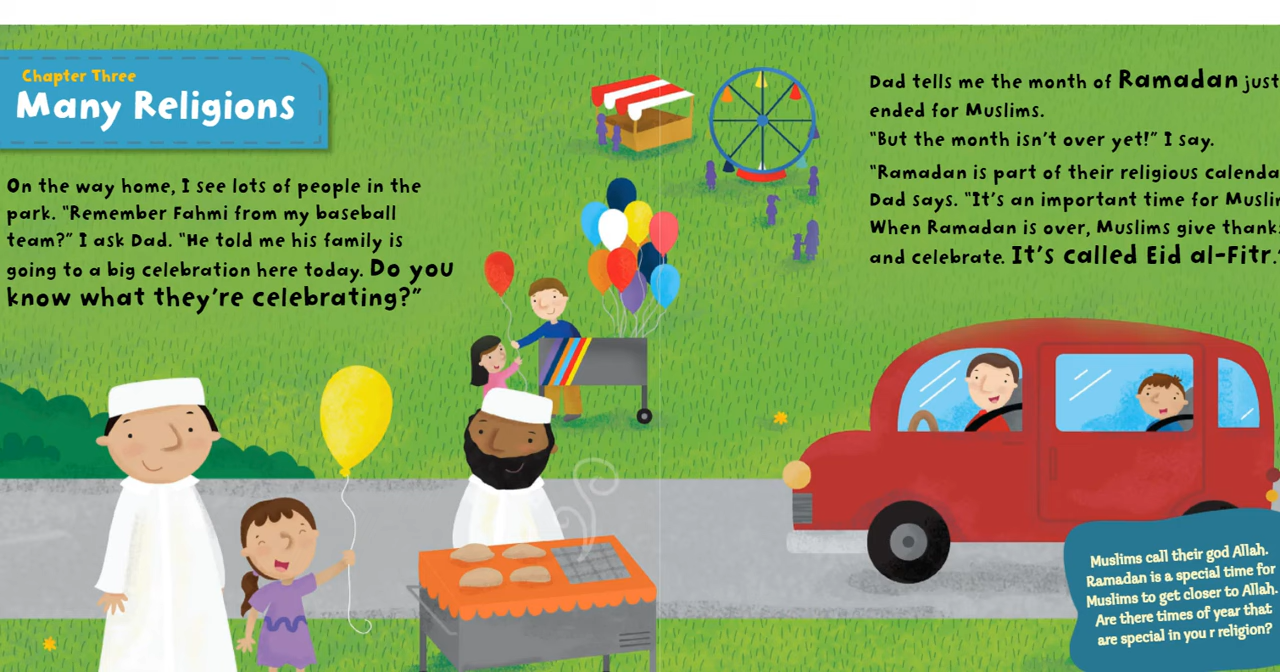 Chapter Three
Many Religions
On the way home, I see lots of people in the
park. “Remember Fahmi from my baseball
team?” I ask Dad. “He told me his family is
going to a big celebration here today. Do you
know what they’re celebrating?”
Dad tells me the month of Ramadan just
ended for Muslims.
“But the month isn’t over yet!” I say.
“Ramadan is part of their religious calenda
Dad says. “It’s an important time for Muslim
When Ramadan is over, Muslims give thanks
and celebrate. It’s called Eid al-Fitr.”
Muslims call their god Allah.
Ramadan is a special time for
Muslims to get closer to Allah.
Are there times of year that
are special in you r religion?